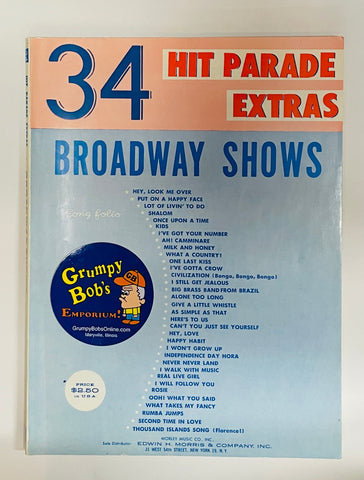 34
HIT PARADE
EXTRAS
BROADWAY SHOWS
song folio
HEY, LOOK ME OVER
PUT ON A HAPPY FACE
LOT OF LIVIN' TO DO
SHALOM
ONCE UPON A TIME
KIDS
I'VE GOT YOUR NUMBER
AH! CAMMINARE
MILK AND HONEY
WHAT A COUNTRY!
ONE LAST KISS
I'VE GOTTA CROW
CIVILIZATION (Bongo, Bongo, Bongo)
I STILL GET JEALOUS
BIG BRASS BAND FROM BRAZIL
ALONE TOO LONG
GIVE A LITTLE WHISTLE
AS SIMPLE AS THAT
HERE'S TO US
CAN'T YOU JUST SEE YOURSELF
HEY, LOVE
HAPPY HABIT
I WON'T GROW UP
INDEPENDENCE DAY HORA
NEVER NEVER LAND
I WALK WITH MUSIC
REAL LIVE GIRL
I WILL FOLLOW YOU
ROSIE
OOH! WHAT YOU SAID
WHAT TAKES MY FANCY
RUMBA JUMPS
SECOND TIME IN LOVE
THOUSAND ISLANDS SONG (Florence!)
Grumpy
Bob's
EMPORIUM!
GB
GrumpyBobsOnline.com
Maryville, Illinois
PRICE
$2.50
IN U.S.A
MORLEY MUSIC CO., INC.
Sole Distributor: EDWIN H. MORRIS & COMPANY, INC.
31 WEST 54th STREET, NEW YORK 19, N. Y.